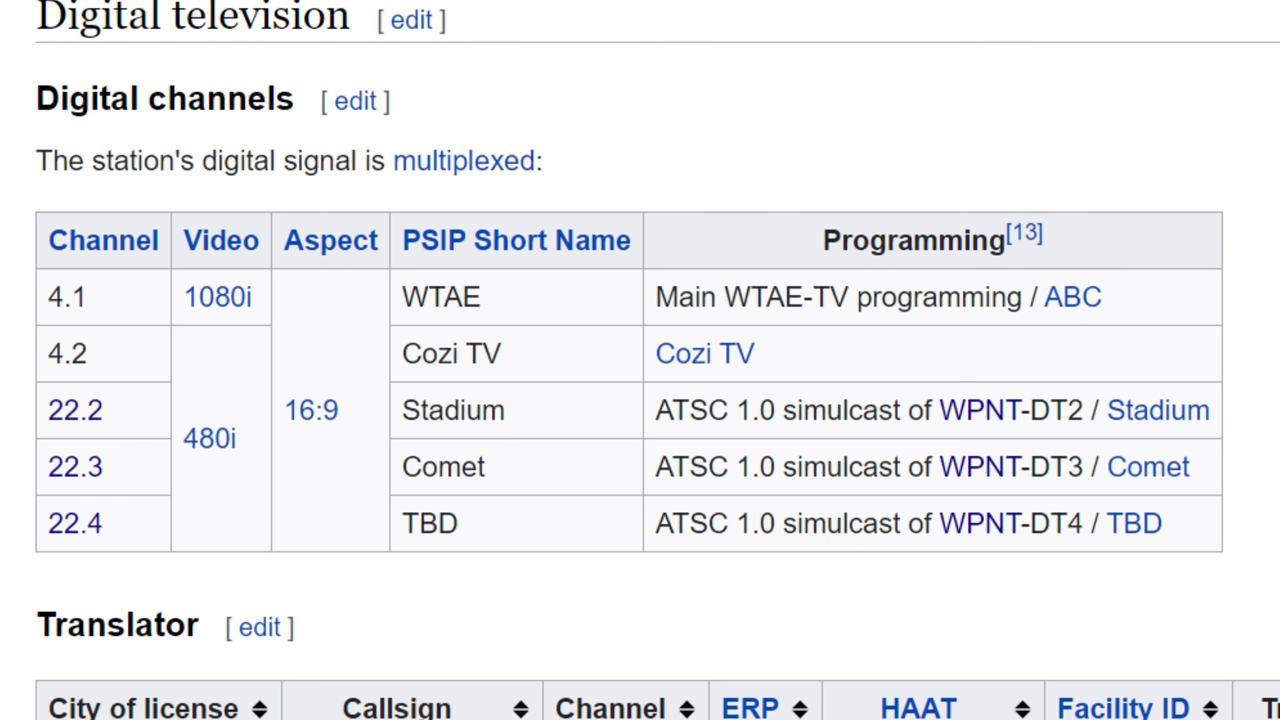 Digital television [ edit ]
Digital channels [ edit ]
The station's digital signal is multiplexed:
Channel Video Aspect PSIP Short Name Programming[13]
4.1 1080i WTAE Main WTAE-TV programming / ABC
4.2 Cozi TV Cozi TV
22.2 16:9 Stadium ATSC 1.0 simulcast of WPNT-DT2 / Stadium
480i
22.3 Comet ATSC 1.0 simulcast of WPNT-DT3 / Comet
22.4 TBD ATSC 1.0 simulcast of WPNT-DT4 / TBD
Translator [ edit ]
City of license Callsign Channel ERP HAAT Facility ID